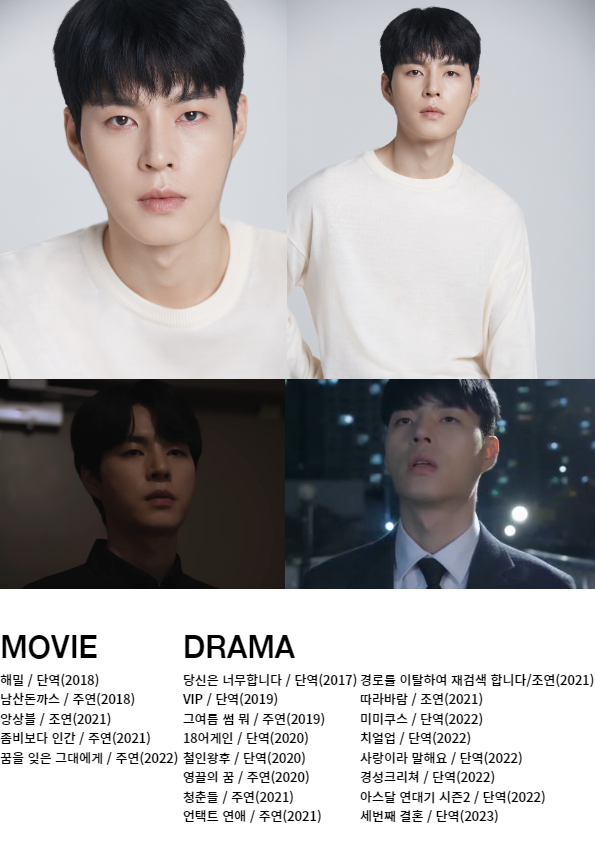 MOVIE
해밀 / 단역(2018)
남산돈까스 / 주연(2018)
앙상블 / 조연(2021)
좀비보다 인간 / 주연(2021)
꿈을 잊은 그대에게 / 주연(2022)
DRAMA
당신은 너무합니다 / 단역(2017)
VIP / 단역(2019)
그여름 썸 뭐 / 주연(2019)
18어게인 / 단역(2020)
철인왕후 / 단역(2020)
영끌의 꿈 / 주연(2020)
청춘들 / 주연(2021)
언택트 연애 / 주연(2021)
경로를 이탈하여 재검색 합니다/조연(2021)
따라바람 / 조연(2021)
미미쿠스 / 단역(2022)
치얼업 / 단역(2022)
사랑이라 말해요 / 단역(2022)
경성크리쳐 / 단역(2022)
아스달 연대기 시즌2 / 단역(2022)
세번째 결혼 / 단역(2023)